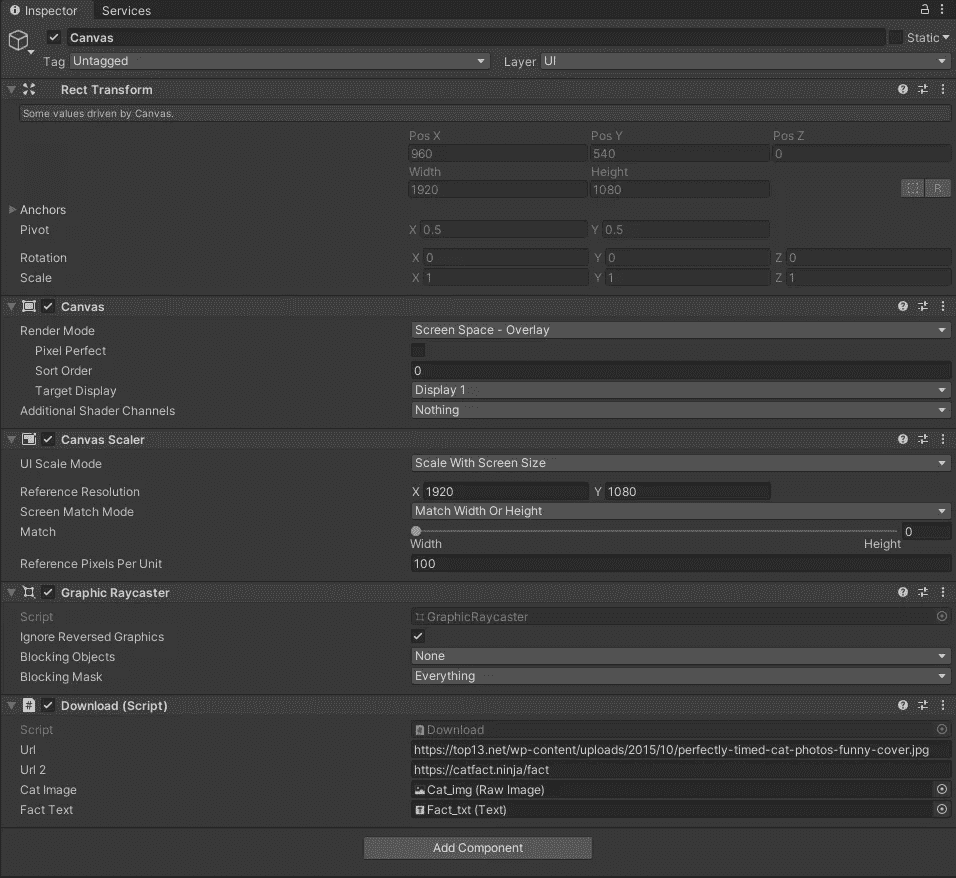 Inspector Services
Canvas Static
Tag Untagged Layer UI
Rect Transform
Some values driven by Canvas.
Pos X Pos Y Pos Z
960 540 0
Width Height
1920 1080
R
Anchors
Pivot X 0.5 Y 0.5
Rotation X 0 Y 0 Z 0
Scale X 1 Y 1 Z 1
Canvas
Render Mode Screen Space - Overlay
Pixel Perfect
Sort Order 0
Target Display Display 1
Additional Shader Channels Nothing
Canvas Scaler
UI Scale Mode Scale With Screen Size
Reference Resolution X 1920 Y 1080
Screen Match Mode Match Width Or Height
Match 0
Width Height
Reference Pixels Per Unit 100
Graphic Raycaster
Script GraphicRaycaster
Ignore Reversed Graphics
Blocking Objects None
Blocking Mask Everything
# Download (Script)
Script # Download
Url https://top13.net/wp-content/uploads/2015/10/perfectly-timed-cat-photos-funny-cover.jpg
Url 2 https://catfact.ninja/fact
Cat Image Cat_img (Raw Image)
Fact Text Fact_txt (Text)
Add Component